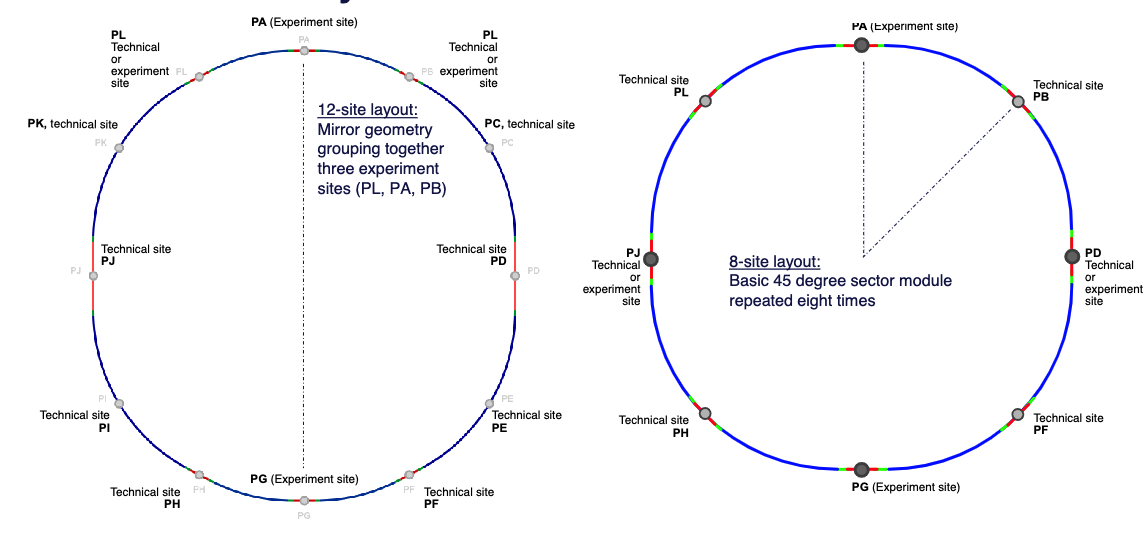 PA (Experiment site)
PA
PL
Technical
or
experiment
site
PL
PL
Technical
or
experiment
site
PB
PK, technical site
PK
PC, technical site
PC
12-site layout:
Mirror geometry
grouping together
three experiment
sites (PL, PA, PB)
Technical site
PJ
PJ
Technical site
PD
PD
PI
Technical site
PI
PE
Technical site
PE
PG (Experiment site)
Technical site
PH
PH
PF
Technical site
PF
PG
PA (Experiment site)
Technical site
PL
Technical site
PB
PJ
Technical
or
experiment
site
8-site layout:
Basic 45 degree sector module
repeated eight times
PD
Technical
or
experiment
site
Technical site
PH
Technical site
PF
PG (Experiment site)